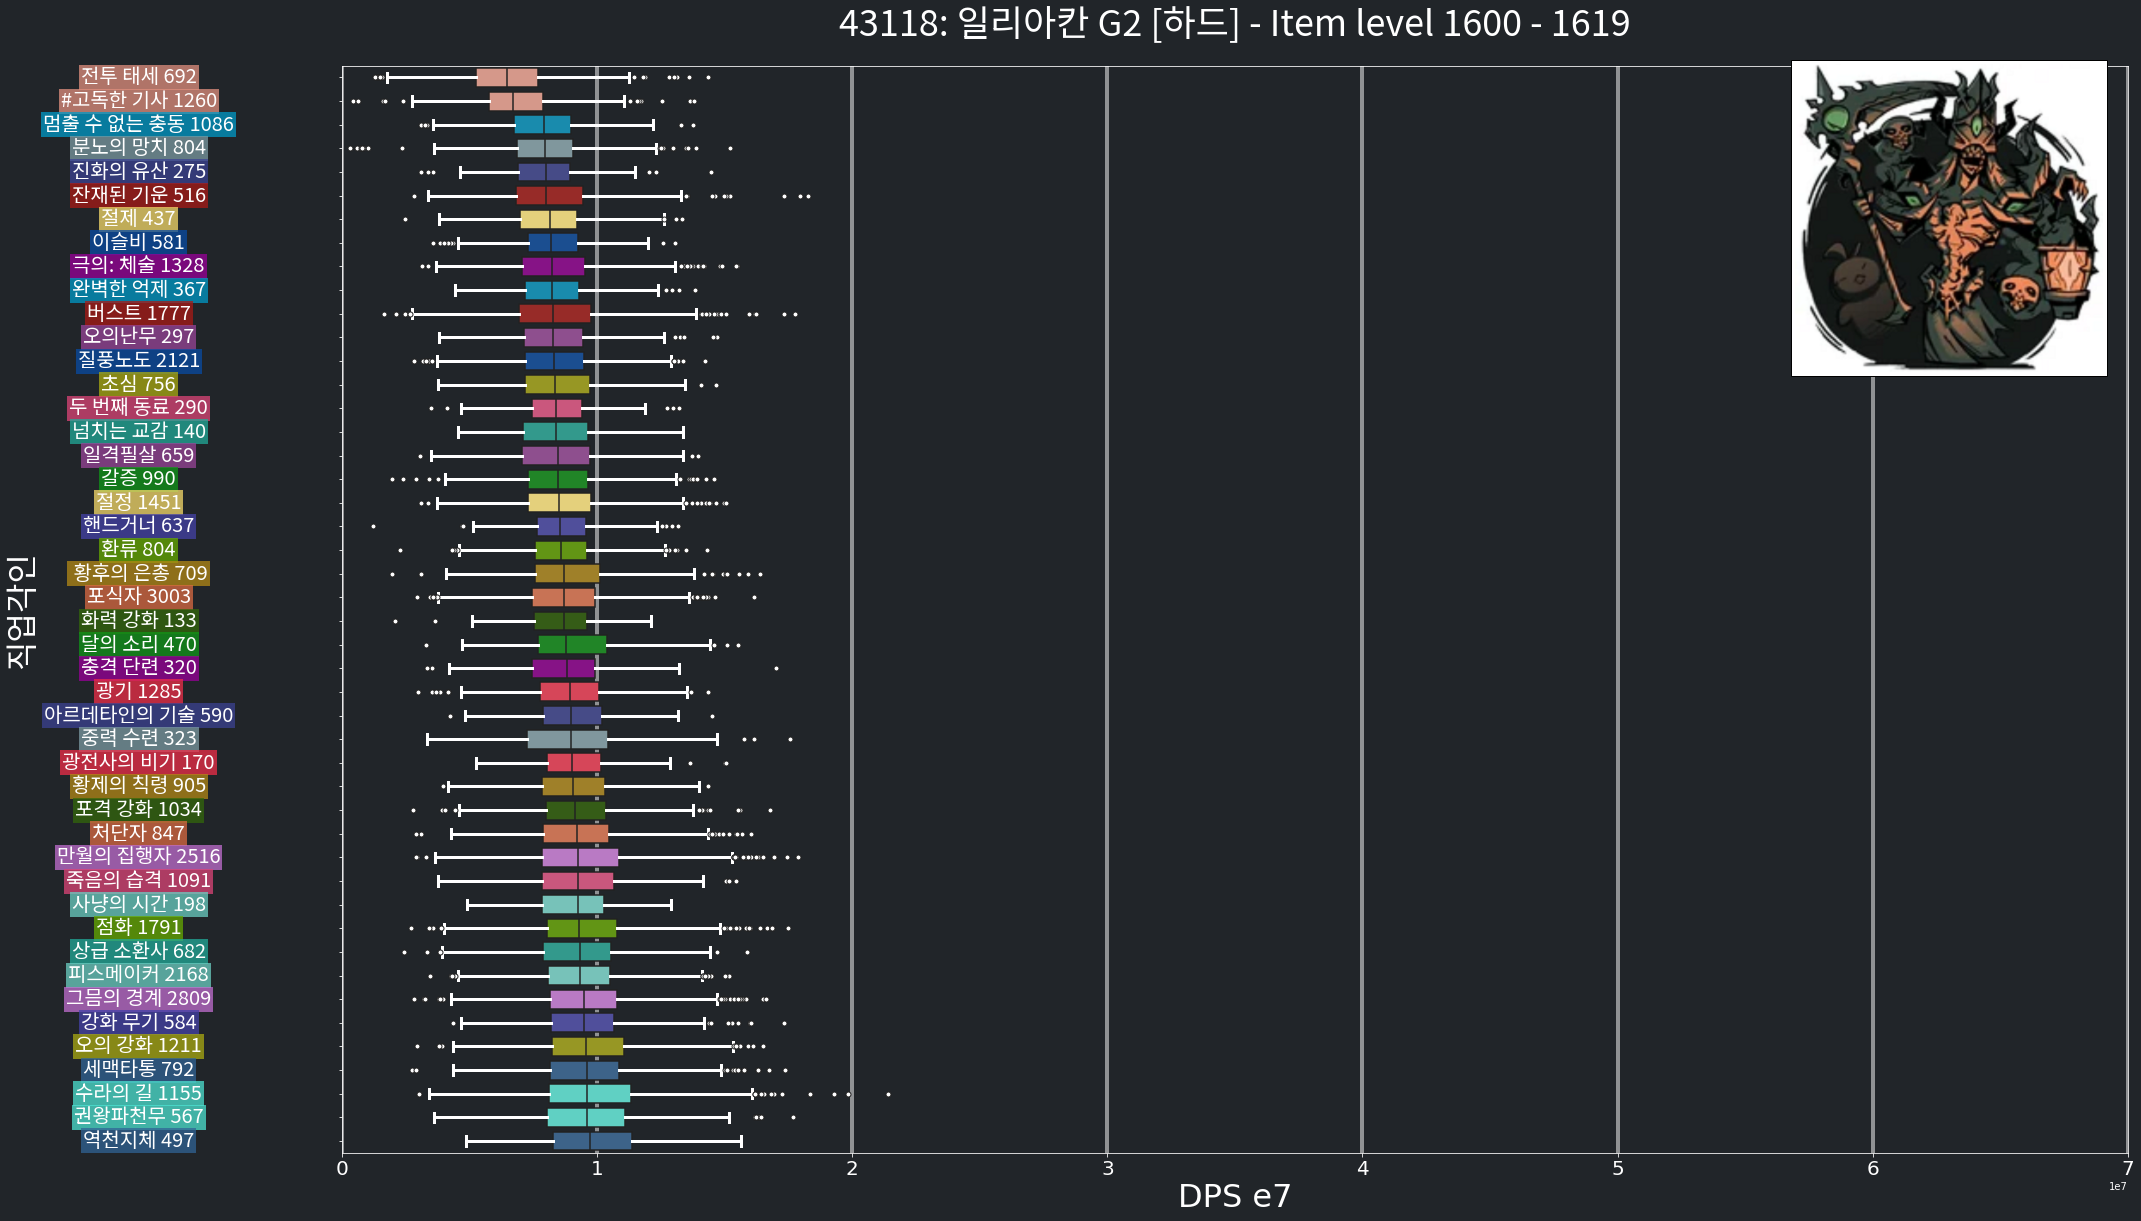 43118: 일리아칸 G2 [하드] - Item level 1600 - 1619
전투 태세 692
#고독한 기사 1260
멈출 수 없는 충동 1086
분노의 망치 804
진화의 유산 275
잔재된 기운 516
절제 437
이슬비 581
극의: 체술 1328
완벽한 억제 367
버스트 1777
오의난무 297
질풍노도 2121
초심 756
두 번째 동료 290
넘치는 교감 140
일격필살 659
갈증 990
절정 1451
핸드거너 637
환류 804
황후의 은총 709
포식자 3003
화력 강화 133
달의 소리 470
충격 단련 320
광기 1285
아르데타인의 기술 590
중력 수련 323
광전사의 비기 170
황제의 칙령 905
포격 강화 1034
처단자 847
만월의 집행자 2516
죽음의 습격 1091
사냥의 시간 198
점화 1791
상급 소환사 682
피스메이커 2168
그믐의 경계 2809
강화 무기 584
오의 강화 1211
세맥타통 792
수라의 길 1155
권왕파천무 567
역천지체 497
직업각인
0 1 2 3 4 5 6 7
1e7
DPS e7